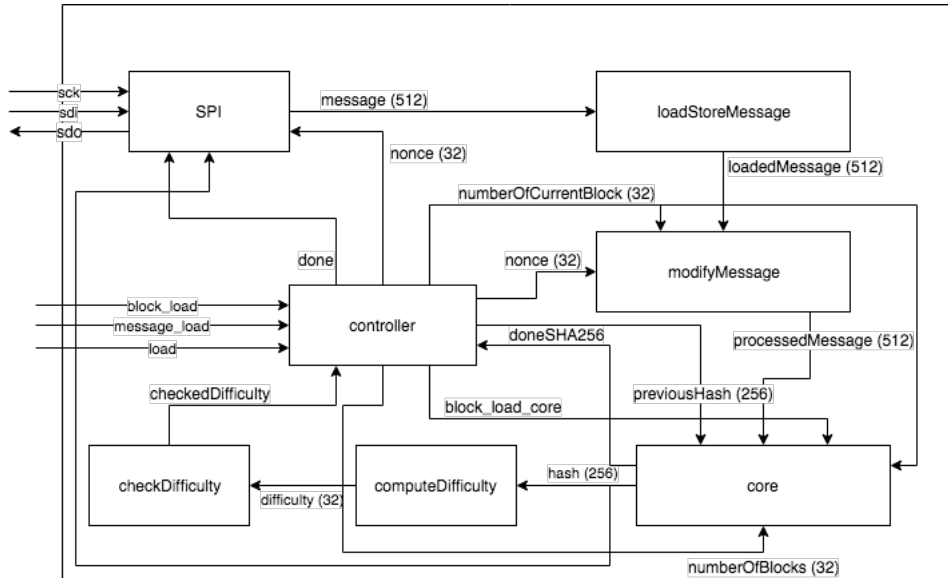 sck
sdi
sdo
SPI
message (512)
loadStoreMessage
nonce (32)
loadedMessage (512)
numberOfCurrentBlock (32)
done
nonce (32)
modifyMessage
block_load
message_load
load
controller
doneSHA256
processedMessage (512)
checkedDifficulty
previousHash (256)
block_load_core
checkDifficulty
difficulty (32)
computeDifficulty
hash (256)
core
numberOfBlocks (32)